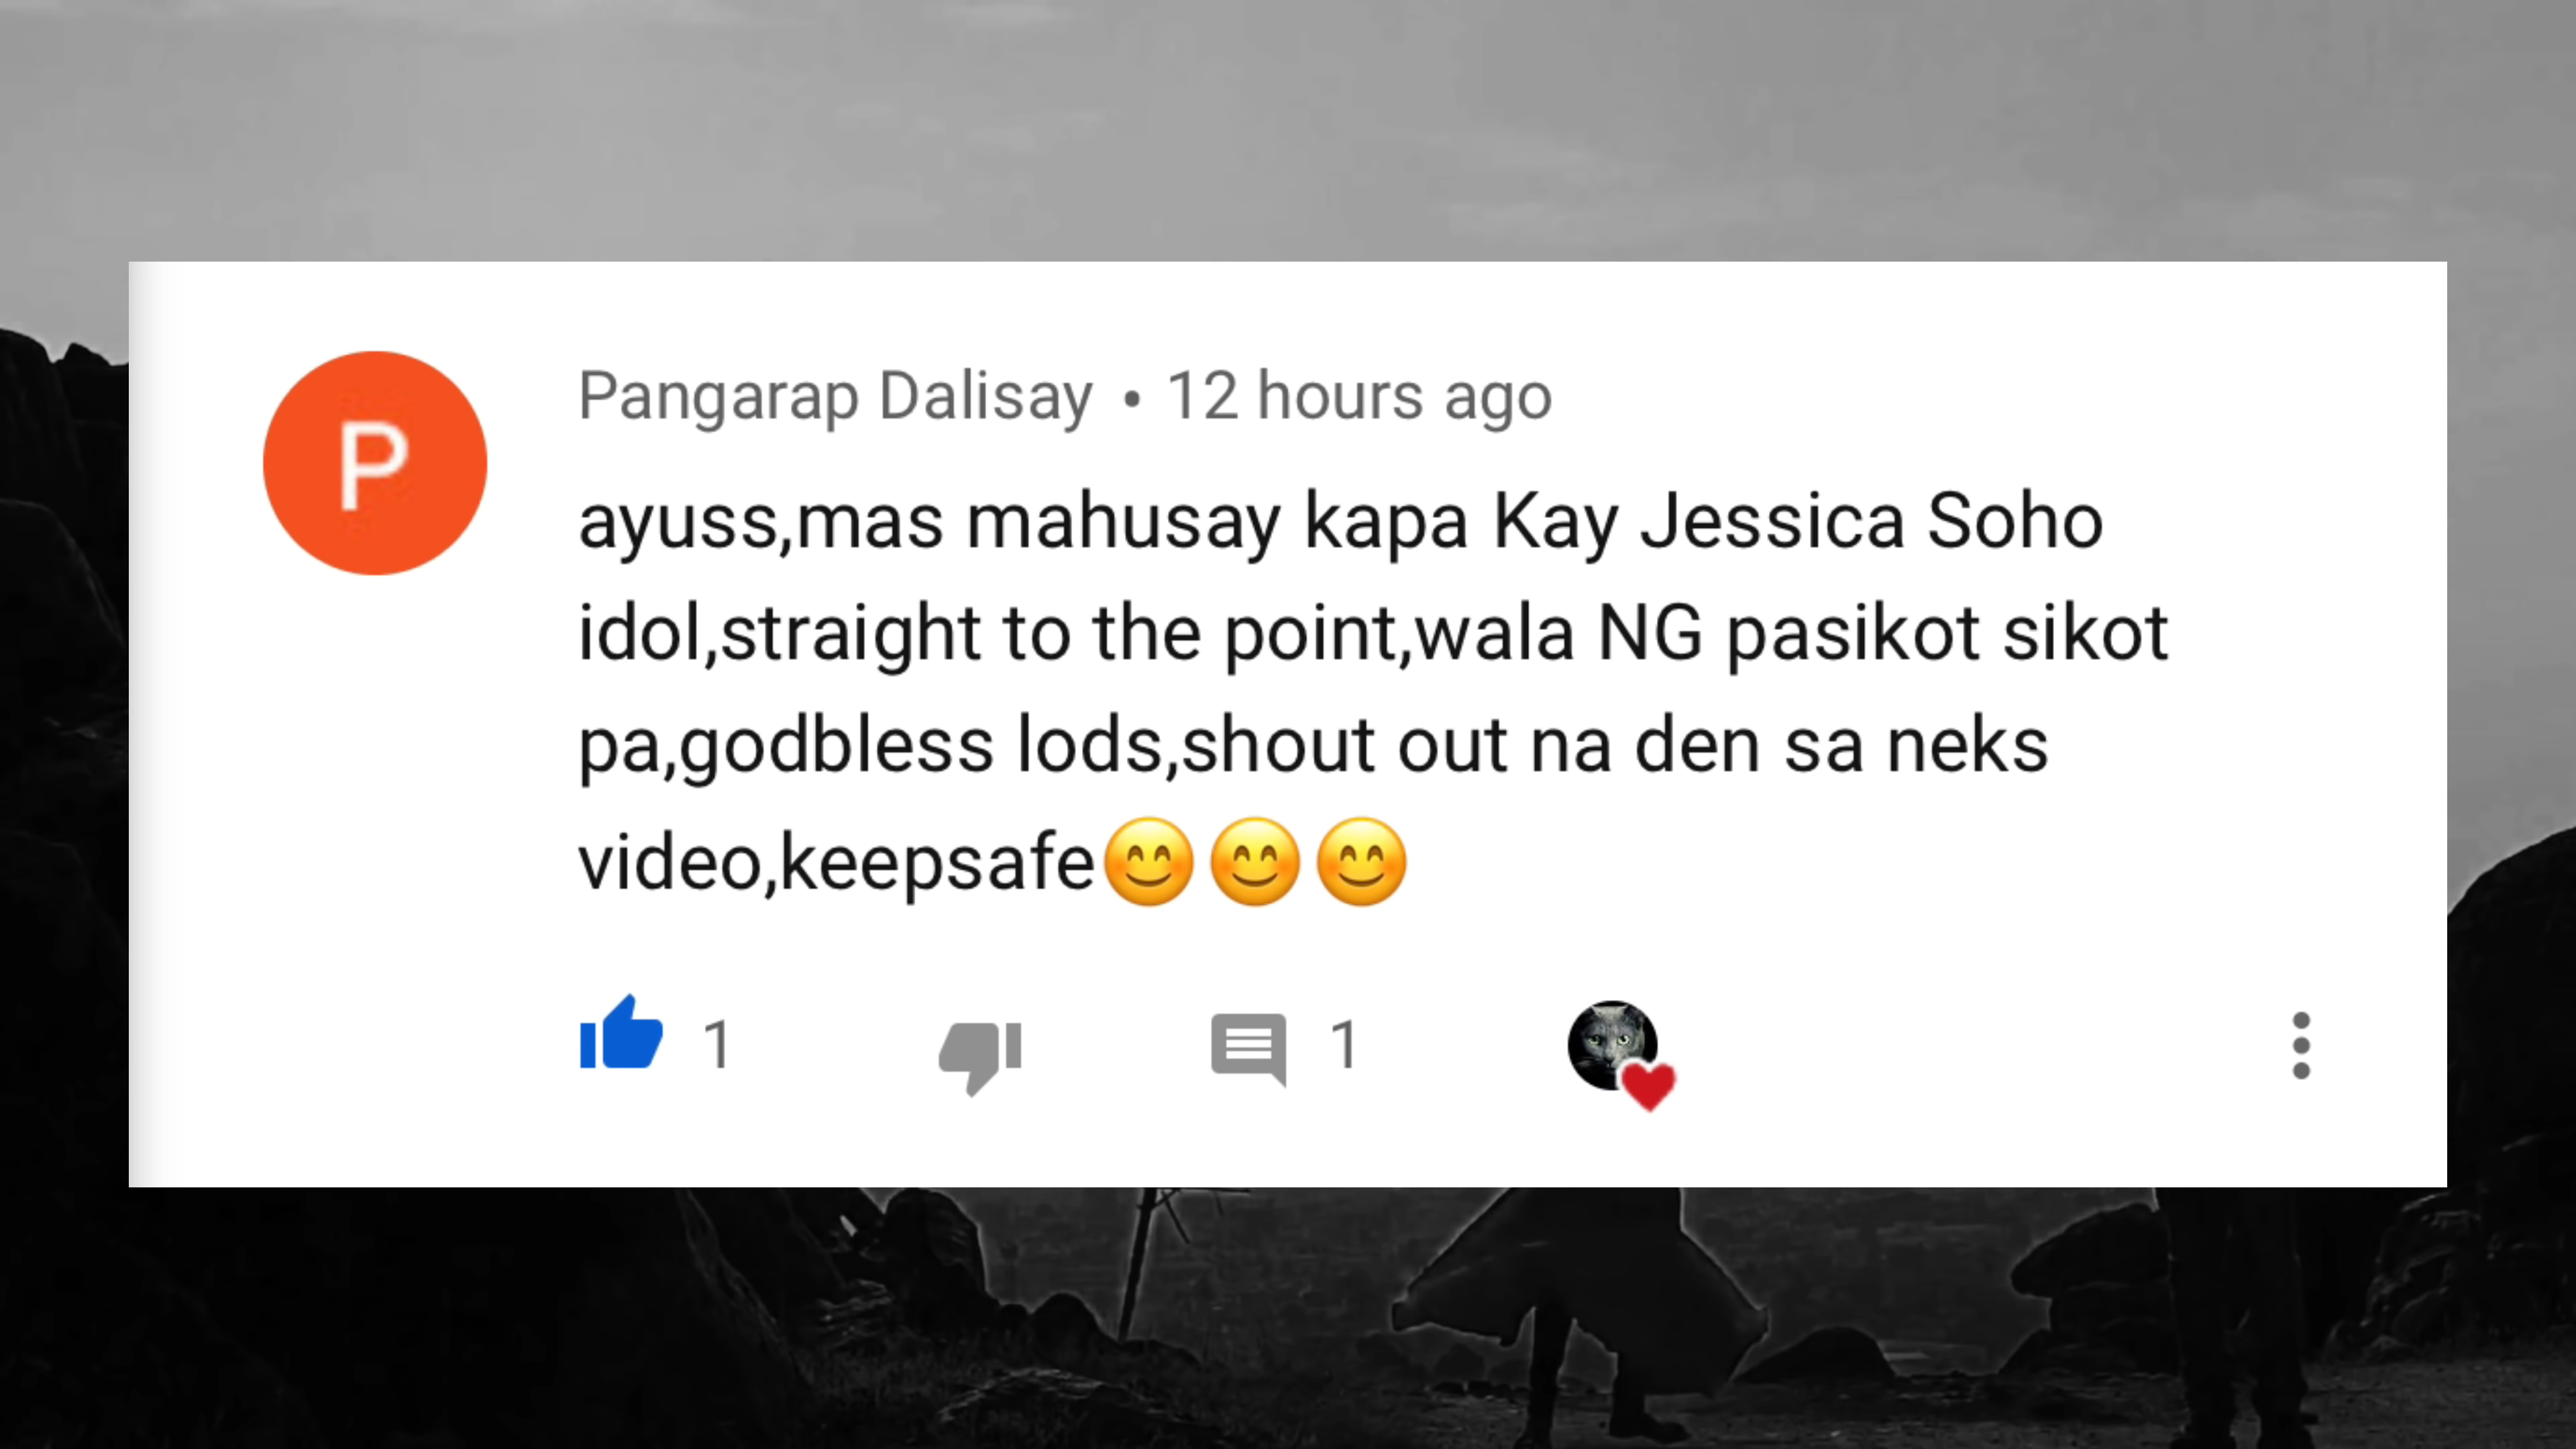 P
Pangarap Dalisay • 12 hours ago
ayuss,mas mahusay kapa Kay Jessica Soho
idol,straight to the point,wala NG pasikot sikot
pa,godbless lods,shout out na den sa neks
video,keepsafe😊😊😊
1 1